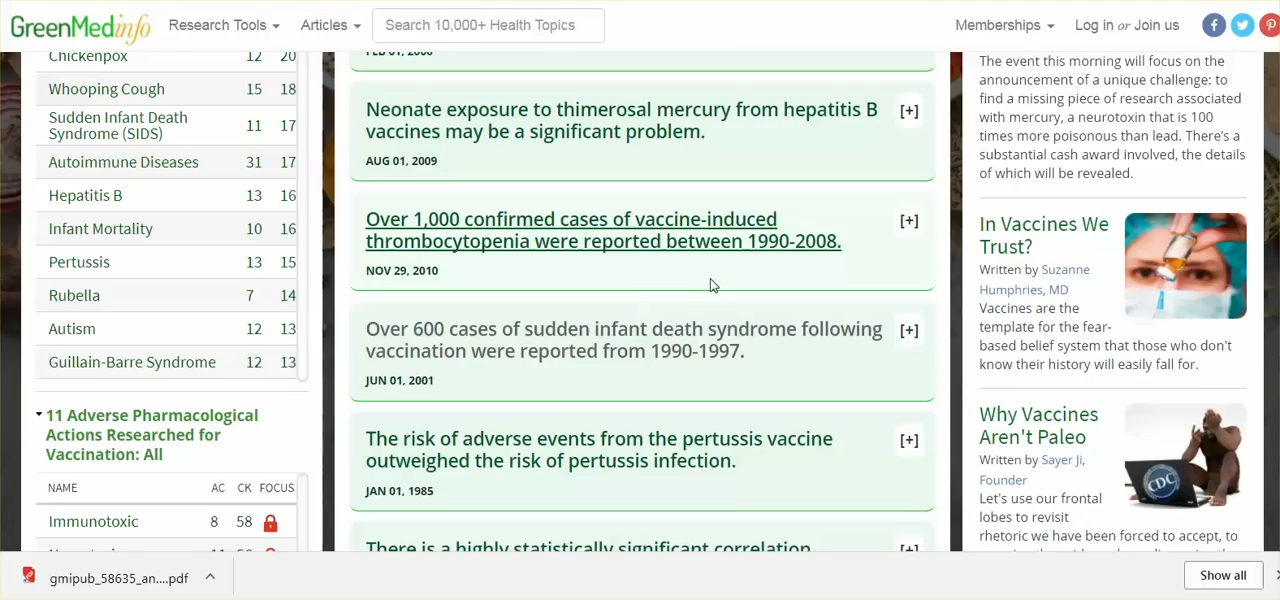 GreenMedinfo
Research Tools
Articles
Search 10,000+ Health Topics
Memberships
Log in or Join us
Chickenpox 12 20
Whooping Cough 15 18
Sudden Infant Death
Syndrome (SIDS) 11 17
Autoimmune Diseases 31 17
Hepatitis B 13 16
Infant Mortality 10 16
Pertussis 13 15
Rubella 7 14
Autism 12 13
Guillain-Barre Syndrome 12 13
11 Adverse Pharmacological
Actions Researched for
Vaccination: All
NAME AC CK FOCUS
Immunotoxic 8 58
FEB 01, 2000
Neonate exposure to thimerosal mercury from hepatitis B
vaccines may be a significant problem.
[+]
AUG 01, 2009
Over 1,000 confirmed cases of vaccine-induced
thrombocytopenia were reported between 1990-2008.
[+]
NOV 29, 2010
Over 600 cases of sudden infant death syndrome following
vaccination were reported from 1990-1997.
[+]
JUN 01, 2001
The risk of adverse events from the pertussis vaccine
outweighed the risk of pertussis infection.
[+]
JAN 01, 1985
There is a highly statistically significant correlation
[+]
The event this morning will focus on the
announcement of a unique challenge: to
find a missing piece of research associated
with mercury, a neurotoxin that is 100
times more poisonous than lead. There's a
substantial cash award involved, the details
of which will be revealed.
In Vaccines We
Trust?
Written by Suzanne
Humphries, MD
Vaccines are the
template for the fear-
based belief system that those who don't
know their history will easily fall for.
Why Vaccines
Aren't Paleo
Written by Sayer Ji,
Founder
Let's use our frontal
lobes to revisit
rhetoric we have been forced to accept, to
CDC
gmipub_58635_an....pdf
Show all